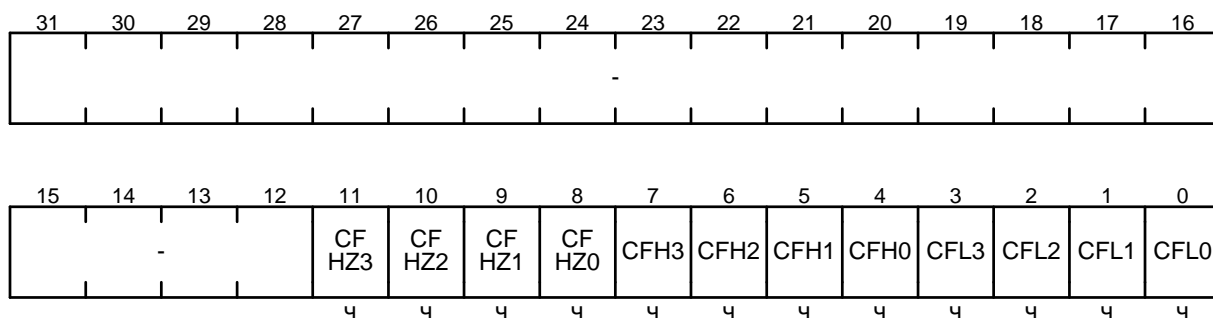 31 30 29 28 27 26 25 24 23 22 21 20 19 18 17 16
-
15 14 13 12 11 10 9 8 7 6 5 4 3 2 1 0
- CF HZ3 CF HZ2 CF HZ1 CF HZ0 CFH3 CFH2 CFH1 CFH0 CFL3 CFL2 CFL1 CFL0
ч ч ч ч ч ч ч ч ч ч ч ч